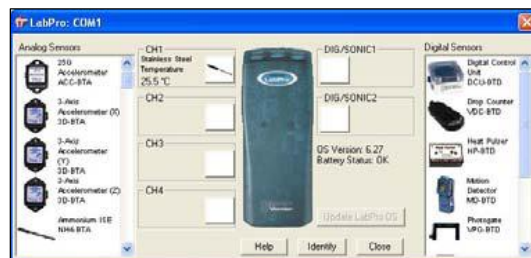 LabPro: COM1
Analog Sensors
25G
Accelerometer
ACC-BTA
3-Axis
Accelerometer (X)
3D-BTA
3-Axis
Accelerometer
(Y)
3D-BTA
3-Axis
Accelerometer (Z)
3D-BTA
Ammonium ISE
NH4-BTA
CH1
Stainless Steel
Temperature
25.5 °C
CH2
CH3
CH4
LabPro
DIG/SONIC1
DIG/SONIC2
OS Version: 6.27
Battery Status: OK
Update LabPro OS
Help
Identify
Close
Digital Sensors
Digital Control
Unit
DCU-BTD
Drop Counter
VDC-BTD
Heat Pulser
HP-BTD
Motion
Detector
MD-BTD
Photogate
VPG-BTD